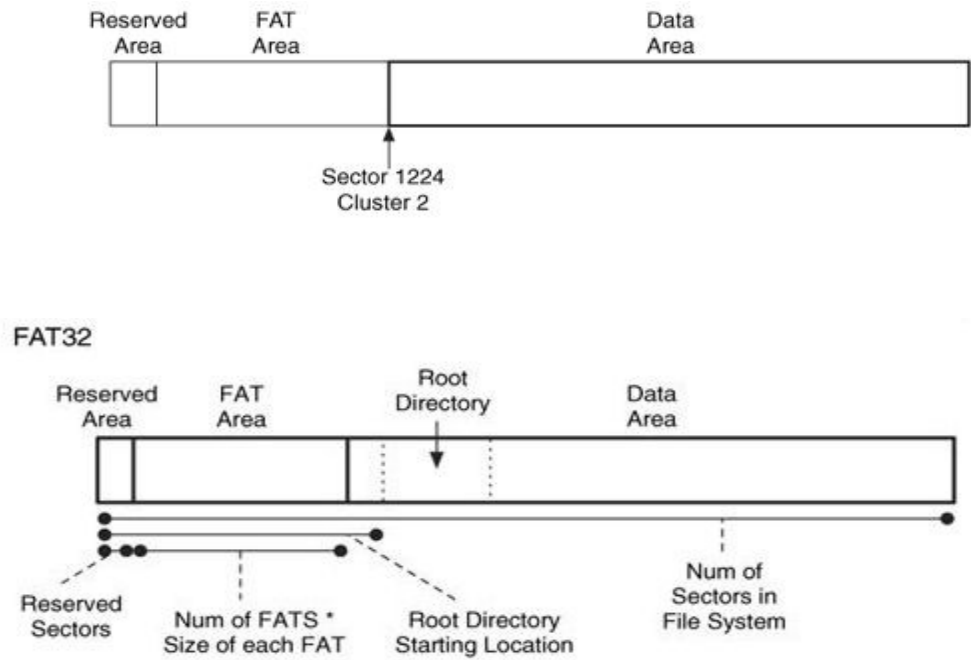 Reserved
Area
FAT
Area
Data
Area
Sector 1224
Cluster 2
FAT32
Reserved
Area
FAT
Area
Root
Directory
Data
Area
Reserved
Sectors
Num of FATS *
Size of each FAT
Root Directory
Starting Location
Num of
Sectors in
File System